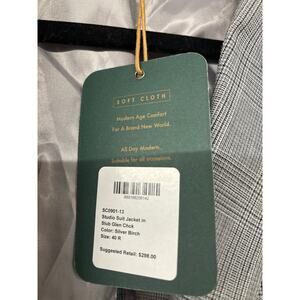 SOFT CLOTH
Modern Age Comfort
For A Brand New World.
All Day Modern.
Suitable for all occasions.
SC0901-13
Studio Suit Jacket in
Slub Glen Chck
Color: Silver Birch
Size: 40 R
Suggested Retail: $298.00